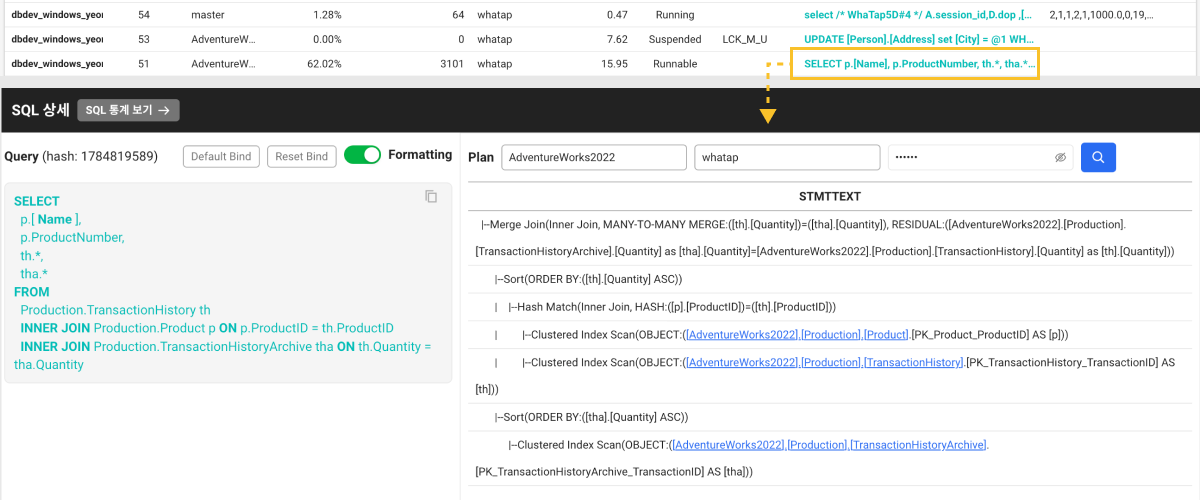 dbdev_windows_yeor 54 master 1.28% 64 whatap 0.47 Running select /* WhaTap5D#4 */ A.session_id,D.dop ,[... 2,1,1,2,1,1000.0,0,19,...
dbdev_windows_yeor 53 AdventureW... 0.00% 0 whatap 7.62 Suspended LCK_M_U UPDATE [Person].[Address] set [City] = @1 WH...
dbdev_windows_yeor 51 AdventureW... 62.02% 3101 whatap 15.95 Runnable SELECT p.[Name], p.ProductNumber, th.*, tha.*...
SQL 상세 SQL 통계 보기 →
Query (hash: 1784819589) Default Bind Reset Bind Formatting
SELECT
p.[ Name ],
p.ProductNumber,
th.*,
tha.*
FROM
Production.TransactionHistory th
INNER JOIN Production.Product p ON p.ProductID = th.ProductID
INNER JOIN Production.TransactionHistoryArchive tha ON th.Quantity =
tha.Quantity
Plan AdventureWorks2022 whatap ••••••
STMTTEXT
|--Merge Join(Inner Join, MANY-TO-MANY MERGE:([th].[Quantity])=([tha].[Quantity]), RESIDUAL:([AdventureWorks2022].[Production].
[TransactionHistoryArchive].[Quantity] as [tha].[Quantity]=[AdventureWorks2022].[Production].[TransactionHistory].[Quantity] as [th].[Quantity]))
|--Sort(ORDER BY:([th].[Quantity] ASC))
| |--Hash Match(Inner Join, HASH:([p].[ProductID])=([th].[ProductID]))
| |--Clustered Index Scan(OBJECT:([AdventureWorks2022].[Production].[Product].[PK_Product_ProductID] AS [p]))
| |--Clustered Index Scan(OBJECT:([AdventureWorks2022].[Production].[TransactionHistory].[PK_TransactionHistory_TransactionID] AS
[th]))
|--Sort(ORDER BY:([tha].[Quantity] ASC))
|--Clustered Index Scan(OBJECT:([AdventureWorks2022].[Production].[TransactionHistoryArchive].
[PK_TransactionHistoryArchive_TransactionID] AS [tha]))